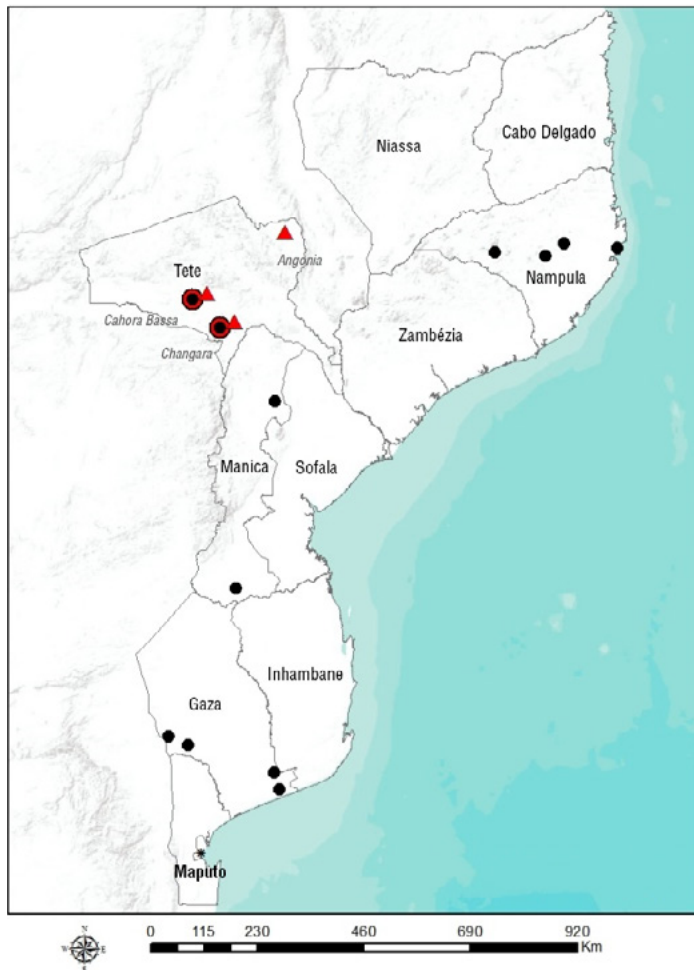 Cabo Delgado
Niassa
Nampula
Angonia
Tete
Cahora Bassa
Changara
Zambézia
Manica
Sofala
Inhambane
Gaza
Maputo
N
W E
S
0 115 230 460 690 920
Km